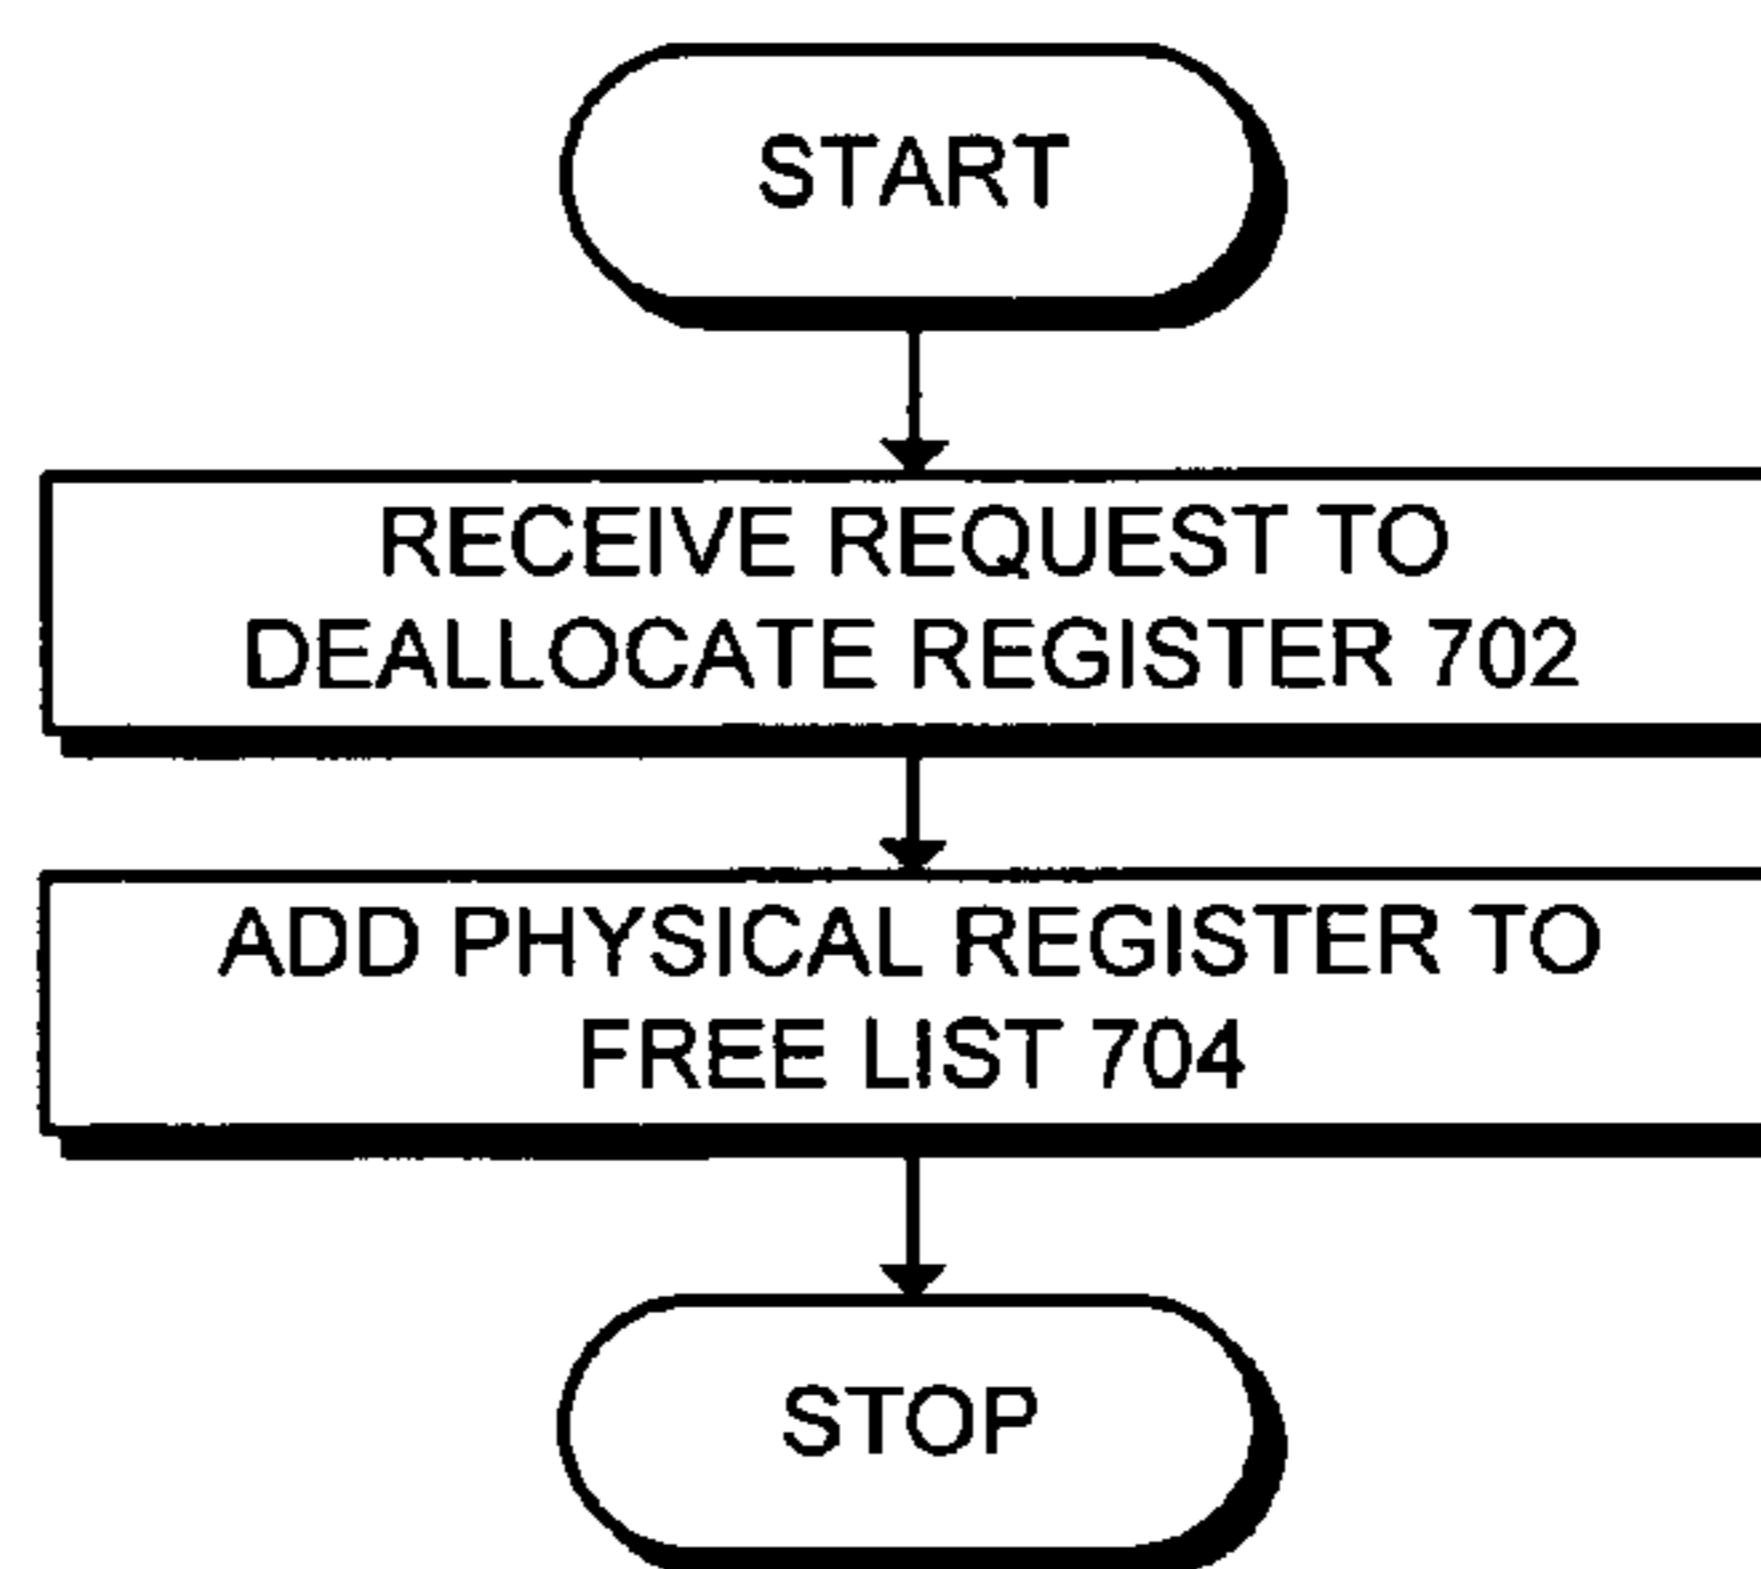 START
RECEIVE REQUEST TO
DEALLOCATE REGISTER 702
ADD PHYSICAL REGISTER TO
FREE LIST 704
STOP